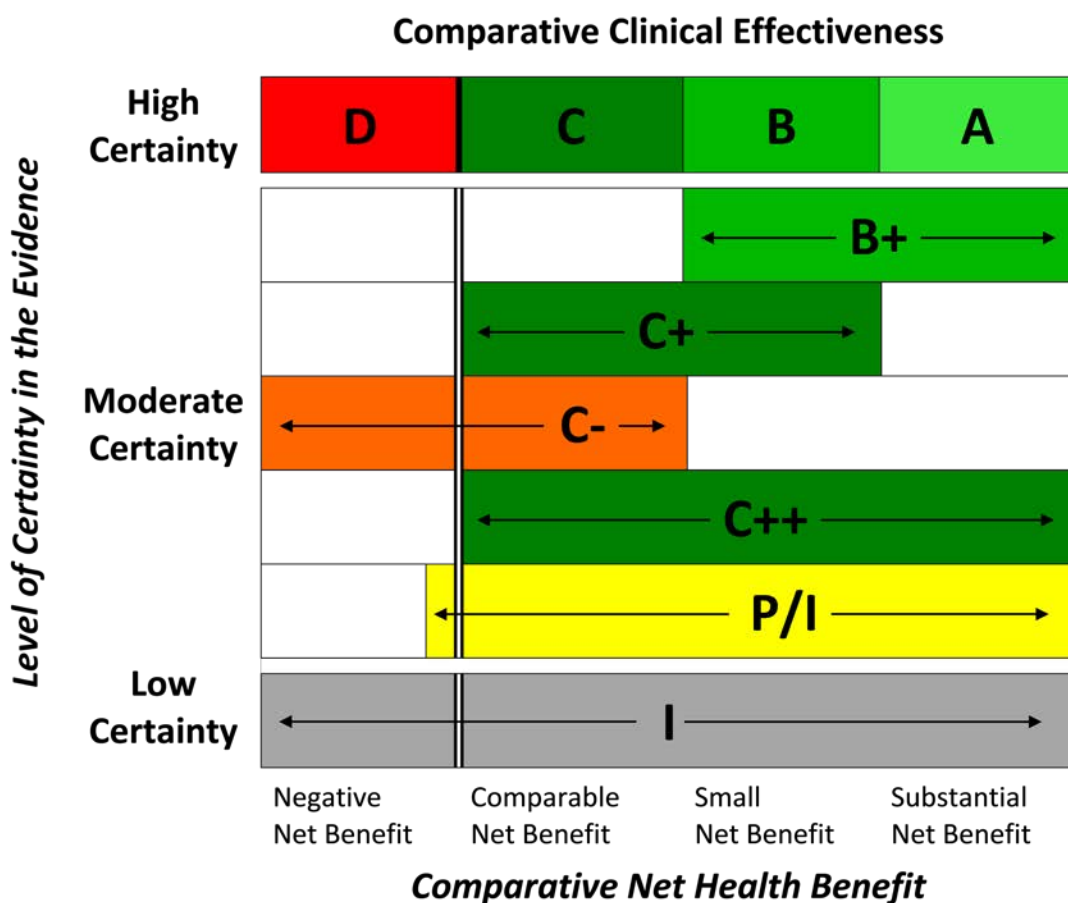 Comparative Clinical Effectiveness
Level of Certainty in the Evidence
High
Certainty
D
C
B
A
B+
C+
Moderate
Certainty
C-
C++
P/I
Low
Certainty
I
Negative
Net Benefit
Comparable
Net Benefit
Small
Net Benefit
Substantial
Net Benefit
Comparative Net Health Benefit